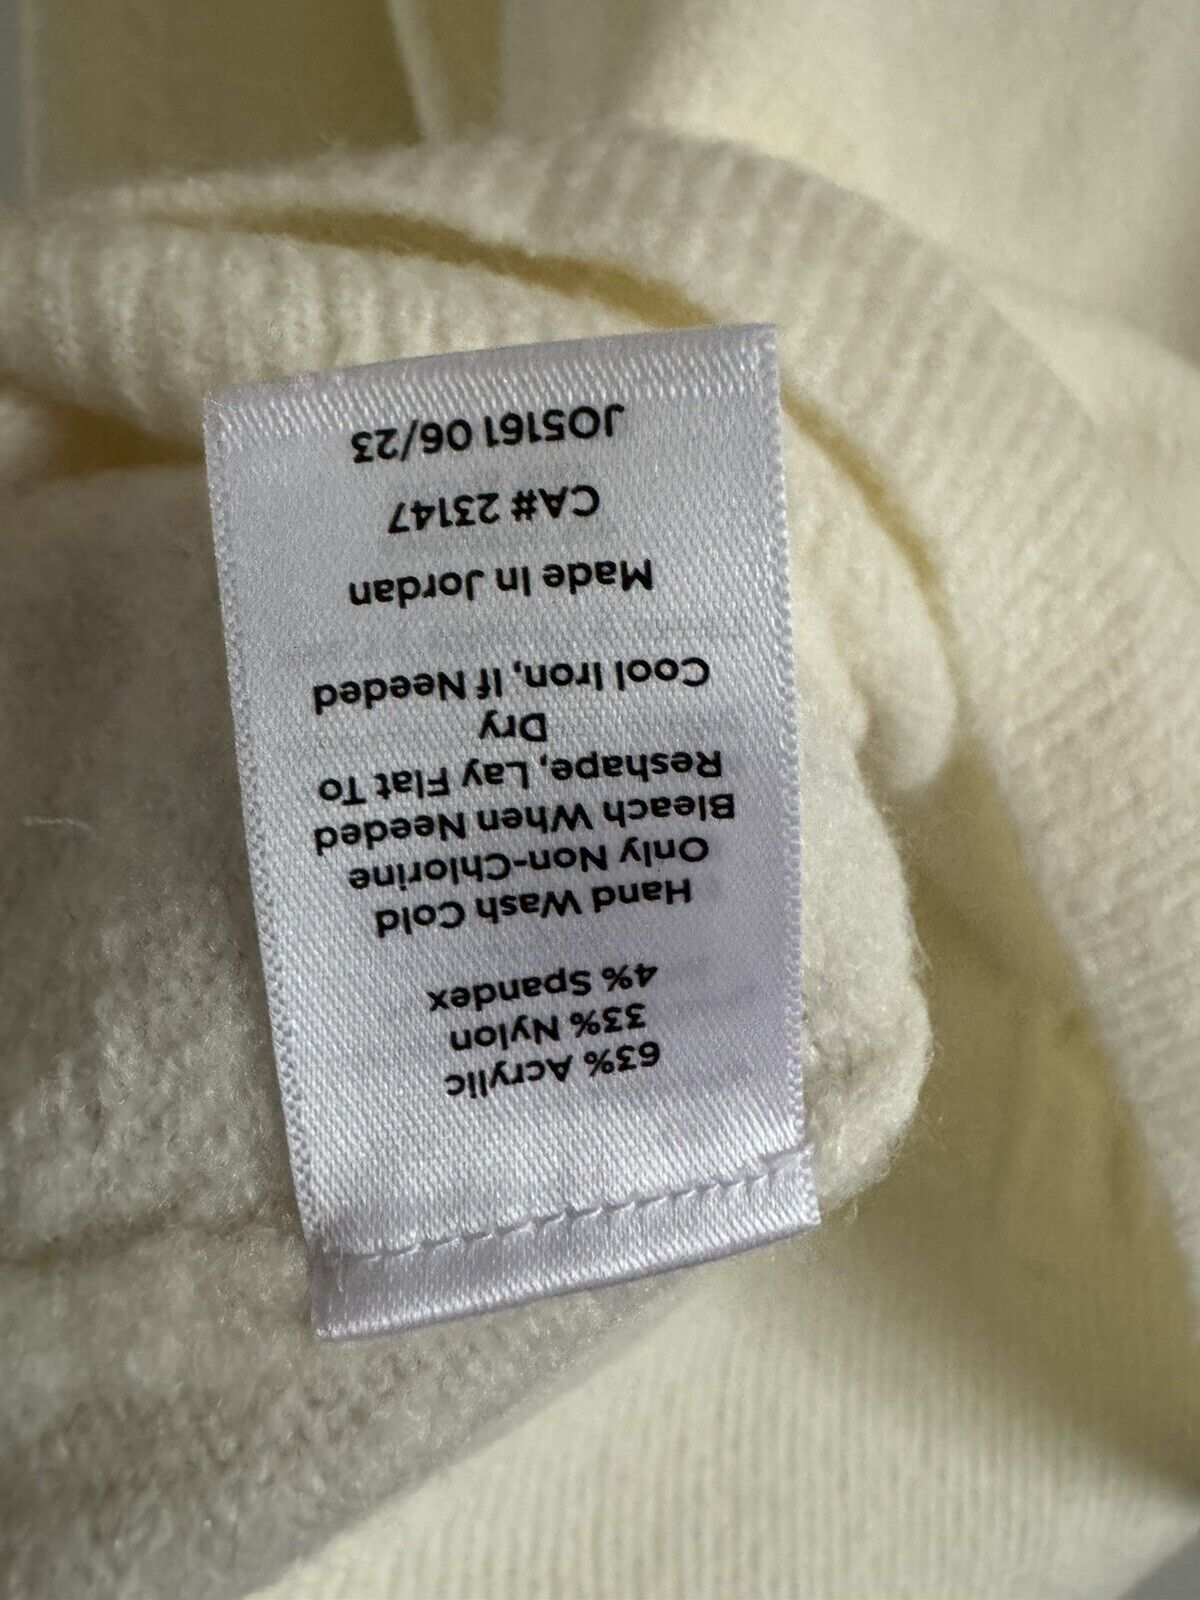 63% Acrylic
33% Nylon
4% Spandex
Hand Wash Cold
Only Non-Chlorine
Bleach When Needed
Reshape, Lay Flat To
Dry
Cool Iron, If Needed
Made In Jordan
CA# 23147
JO5161 06/23